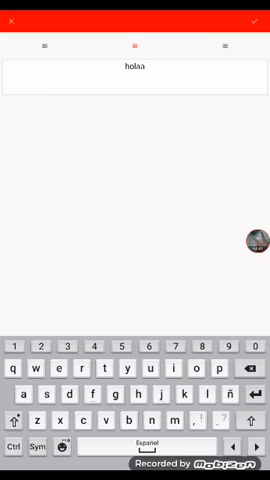 holaa
1 2 3 4 5 6 7 8 9 0
q w e r t y u i o p
a s d f g h j k l ñ
z x c v b n m , ! . ?
Ctrl Sym Español
Recorded by Mobizen